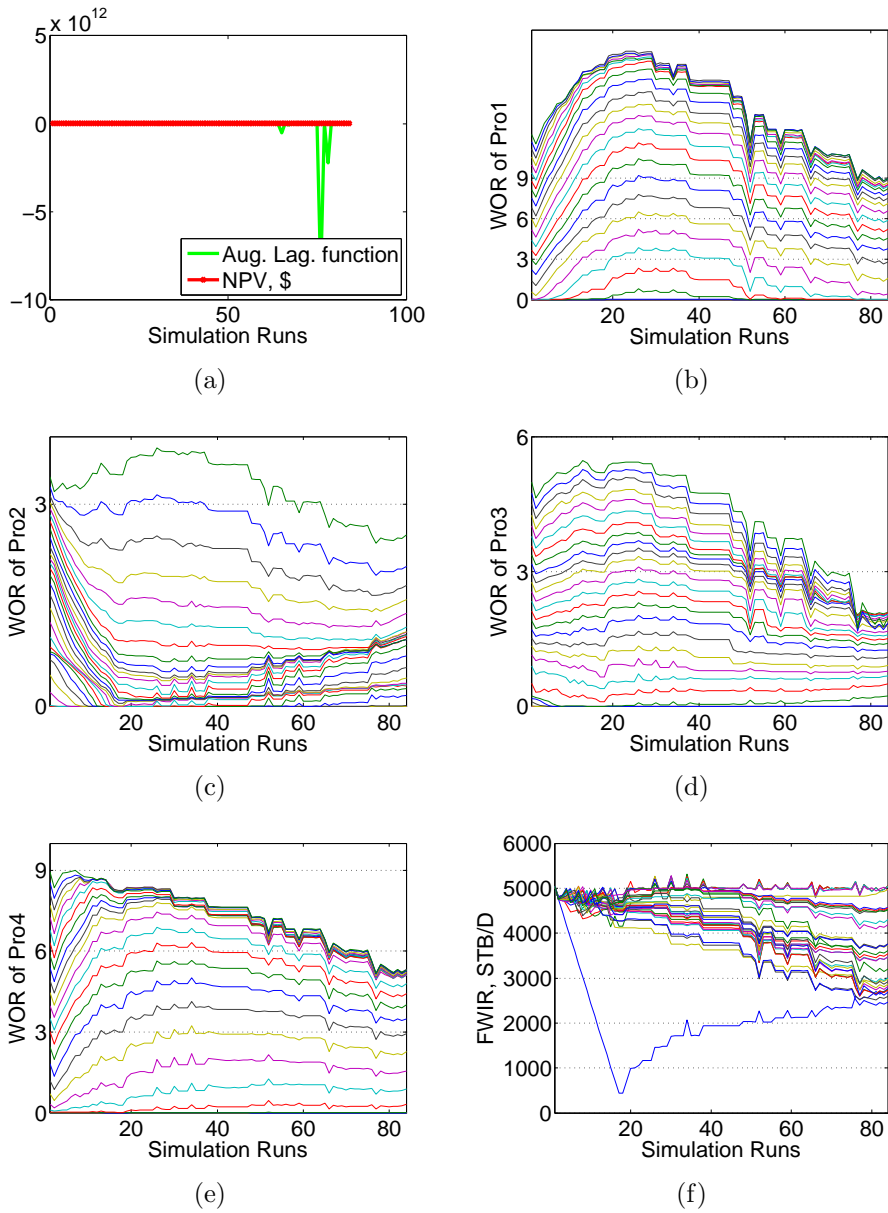 x 10^12
5
0
−5
−10
0
50
100
Aug. Lag. function
NPV, $
Simulation Runs
(a)
WOR of Pro1
9
6
3
0
20
40
60
80
Simulation Runs
(b)
WOR of Pro2
3
0
20
40
60
80
Simulation Runs
(c)
WOR of Pro3
6
3
0
20
40
60
80
Simulation Runs
(d)
WOR of Pro4
9
6
3
0
20
40
60
80
Simulation Runs
(e)
FWIR, STB/D
6000
5000
4000
3000
2000
1000
0
20
40
60
80
Simulation Runs
(f)